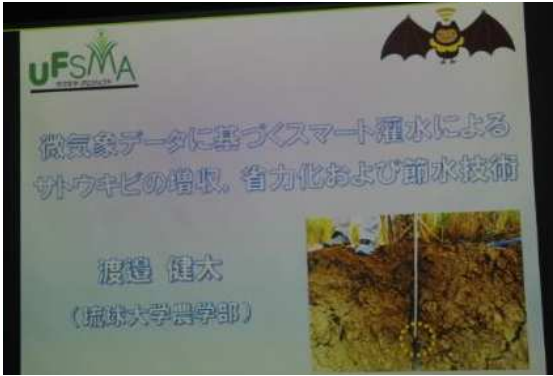 UFSMA
微気象データに基づくスマート灌水による
サトウキビの増収，省力化および節水技術
渡邉 健太
（琉球大学農学部）